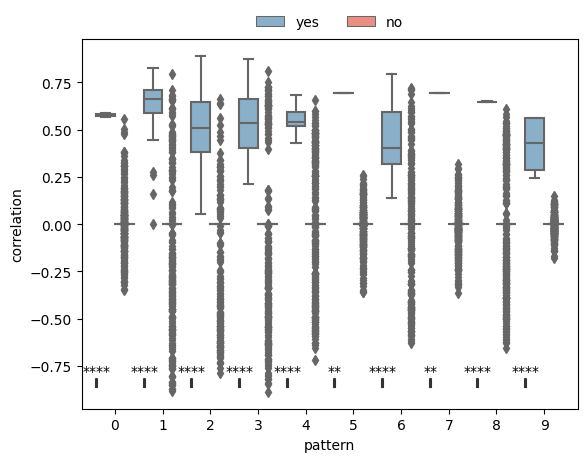 yes no
correlation
0.75
0.50
0.25
0.00
−0.25
−0.50
−0.75
**** **** **** **** **** ** **** ** **** ****
0 1 2 3 4 5 6 7 8 9
pattern